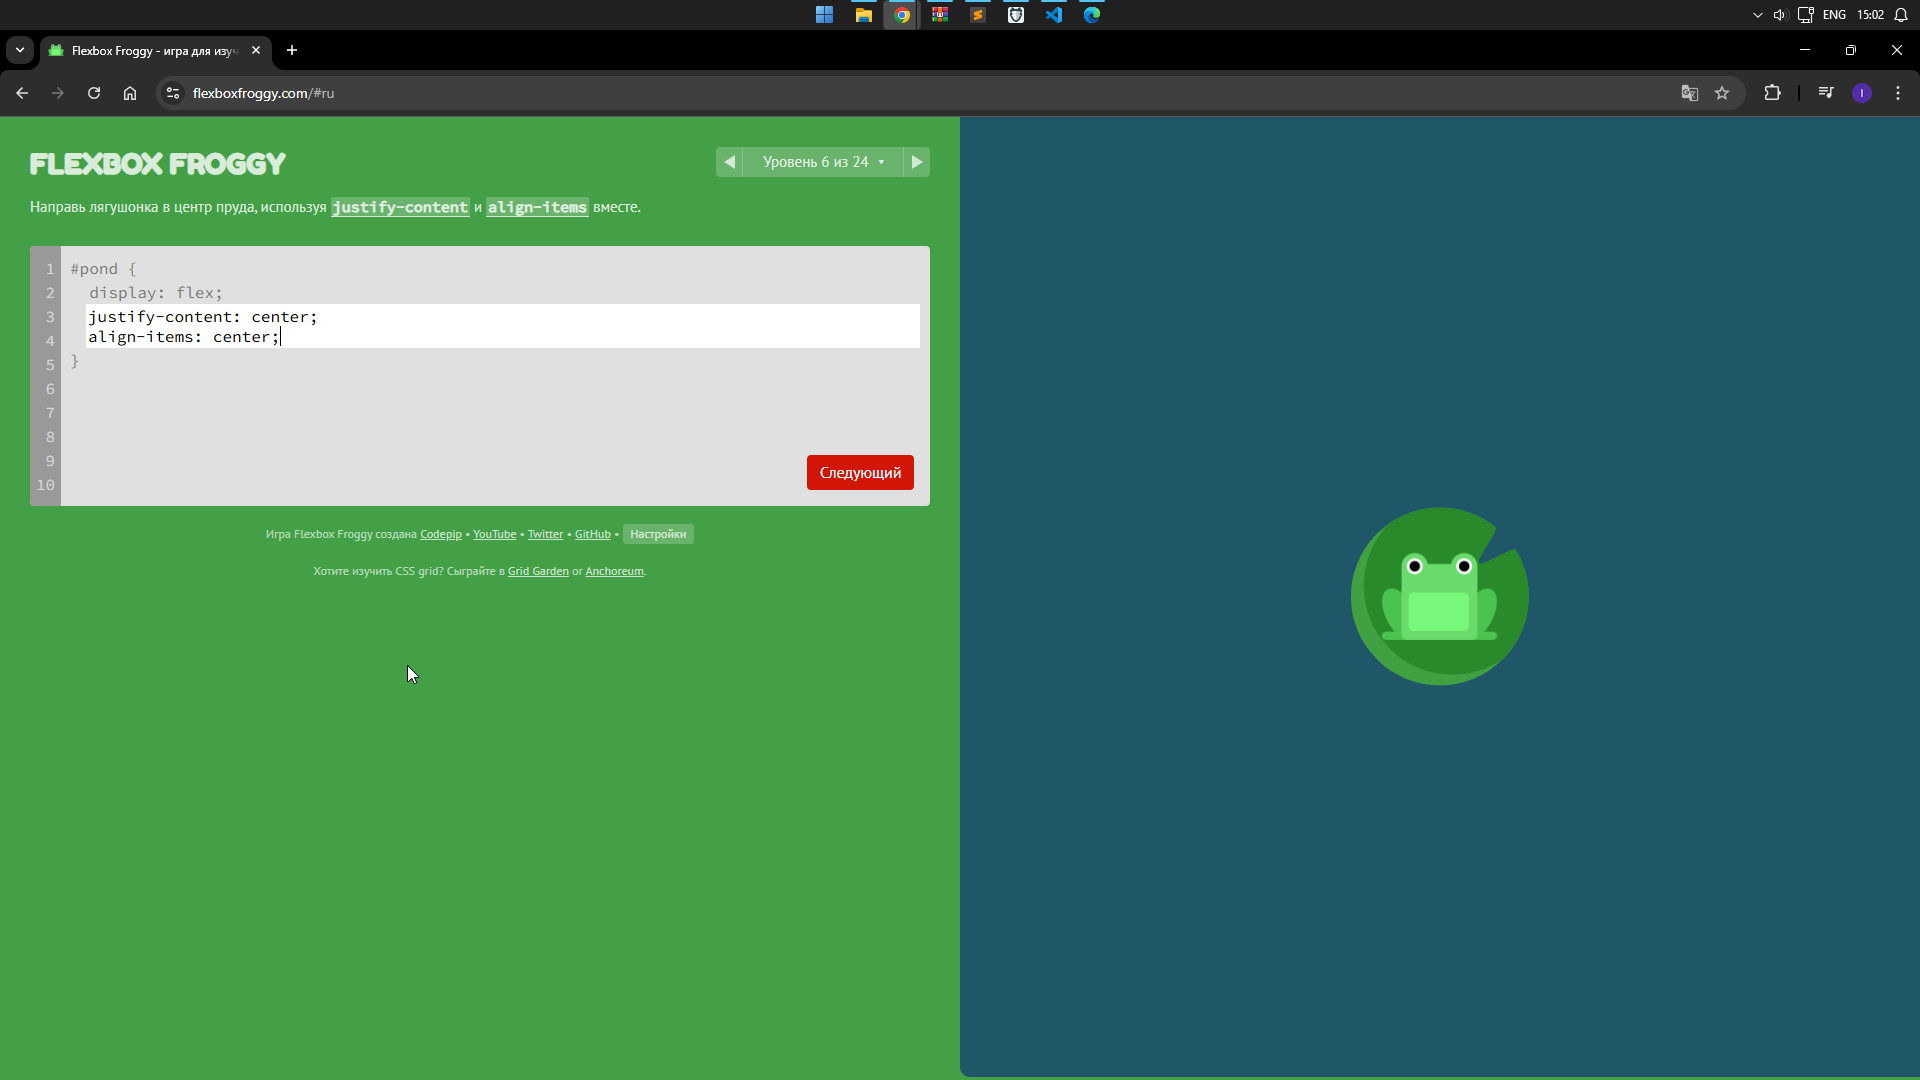 ENG 15:02
Flexbox Froggy - игра для изуч
flexboxfroggy.com/#ru
I
FLEXBOX FROGGY
Уровень 6 из 24
Направь лягушонка в центр пруда, используя justify-content и align-items вместе.
1 #pond {
2 display: flex;
3 justify-content: center;
4 align-items: center;
5 }
6
7
8
9
10
Следующий
Игра Flexbox Froggy создана Codepip • YouTube • Twitter • GitHub • Настройки
Хотите изучить CSS grid? Сыграйте в Grid Garden or Anchoreum.